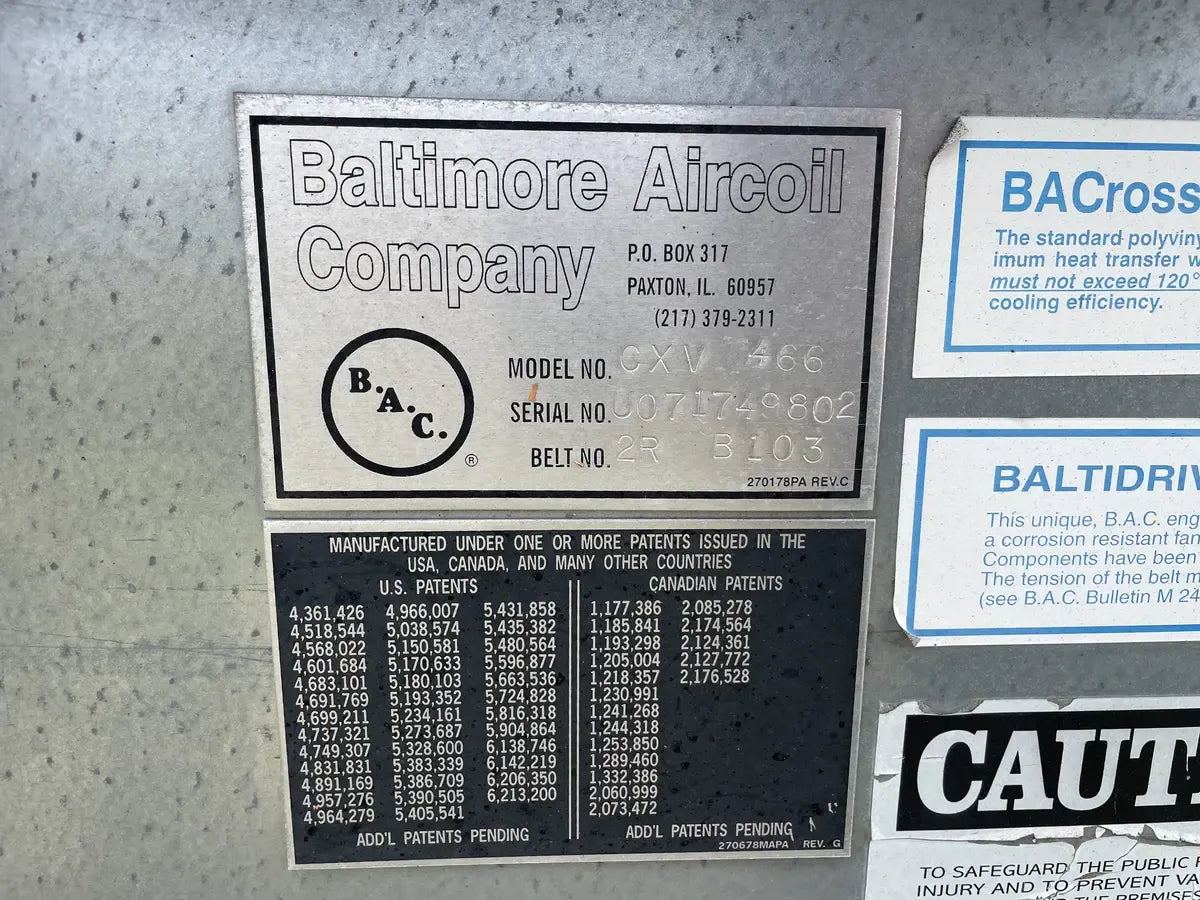 Baltimore Aircoil
Company
P.O. BOX 317
PAXTON, IL. 60957
(217) 379-2311
B.A.C.
®
MODEL NO. CXV 466
SERIAL NO. U071749802
BELT NO. 2R B103
270178PA REV.C
MANUFACTURED UNDER ONE OR MORE PATENTS ISSUED IN THE
USA, CANADA, AND MANY OTHER COUNTRIES
U.S. PATENTS
4,361,426 4,966,007 5,431,858
4,518,544 5,038,574 5,435,382
4,568,022 5,150,581 5,480,564
4,601,684 5,170,633 5,596,877
4,683,101 5,180,103 5,663,536
4,691,769 5,193,352 5,724,828
4,699,211 5,234,161 5,816,318
4,737,321 5,273,687 5,904,864
4,749,307 5,328,600 6,138,746
4,831,831 5,383,339 6,142,219
4,891,169 5,386,709 6,206,350
4,957,276 5,390,505 6,213,200
4,964,279 5,405,541
ADD'L PATENTS PENDING
CANADIAN PATENTS
1,177,386 2,085,278
1,185,841 2,174,564
1,193,298 2,124,361
1,205,004 2,127,772
1,218,357 2,176,528
1,230,991
1,241,268
1,244,318
1,253,850
1,289,460
1,332,386
2,060,999
2,073,472
ADD'L PATENTS PENDING
270678MAPA REV. G
BACross
The standard polyviny
imum heat transfer w
must not exceed 120°
cooling efficiency.
BALTIDRIV
This unique, B.A.C. eng
a corrosion resistant fan
Components have been
The tension of the belt m
(see B.A.C. Bulletin M 24
CAUT
TO SAFEGUARD THE PUBLIC
INJURY AND TO PREVENT VA
THE PREMISES